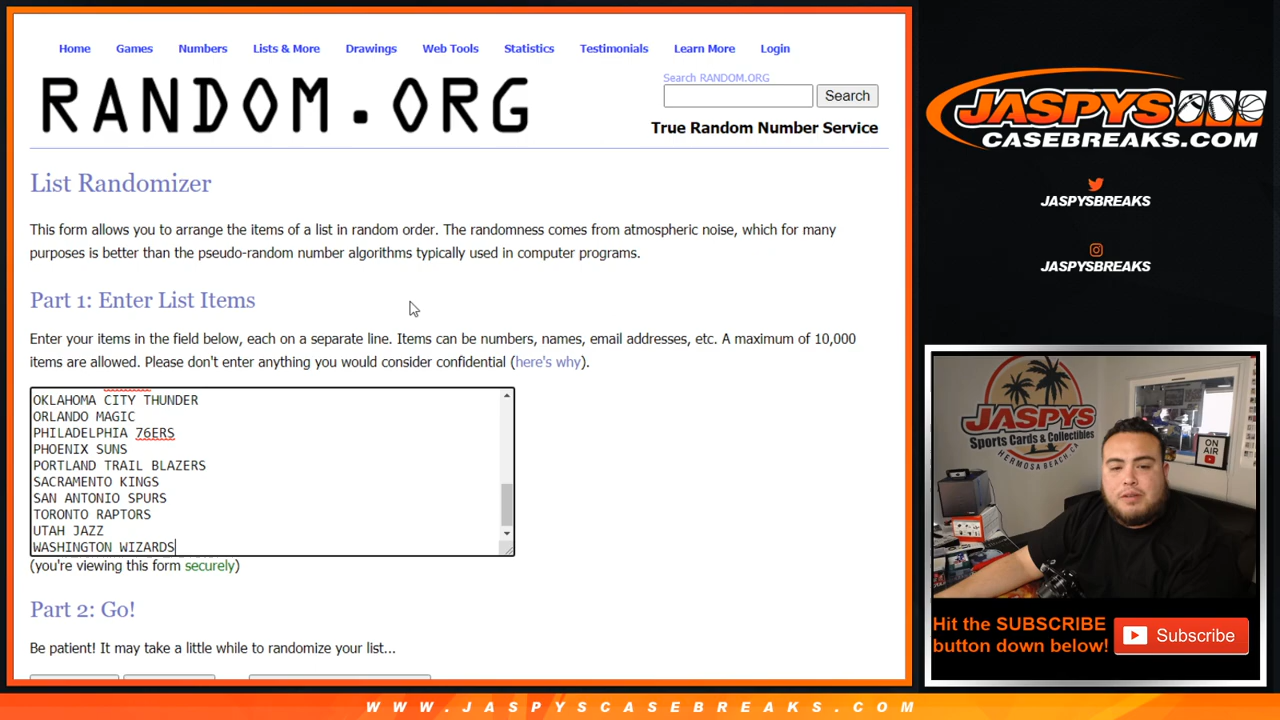 Home Games Numbers Lists & More Drawings Web Tools Statistics Testimonials Learn More Login
RANDOM.ORG
Search RANDOM.ORG
Search
True Random Number Service
List Randomizer
This form allows you to arrange the items of a list in random order. The randomness comes from atmospheric noise, which for many
purposes is better than the pseudo-random number algorithms typically used in computer programs.
Part 1: Enter List Items
Enter your items in the field below, each on a separate line. Items can be numbers, names, email addresses, etc. A maximum of 10,000
items are allowed. Please don't enter anything you would consider confidential (here's why).
OKLAHOMA CITY THUNDER
ORLANDO MAGIC
PHILADELPHIA 76ERS
PHOENIX SUNS
PORTLAND TRAIL BLAZERS
SACRAMENTO KINGS
SAN ANTONIO SPURS
TORONTO RAPTORS
UTAH JAZZ
WASHINGTON WIZARDS
(you're viewing this form securely)
Part 2: Go!
Be patient! It may take a little while to randomize your list...
JASPYS
CASEBREAKS.COM
JASPYSBREAKS
JASPYSBREAKS
JASPYS
Sports Cards & Collectibles
HERMOSA BEACH, CA
ON
AIR
Hit the SUBSCRIBE
button down below!
Subscribe
WWW.JASPYSCASEBREAKS.COM